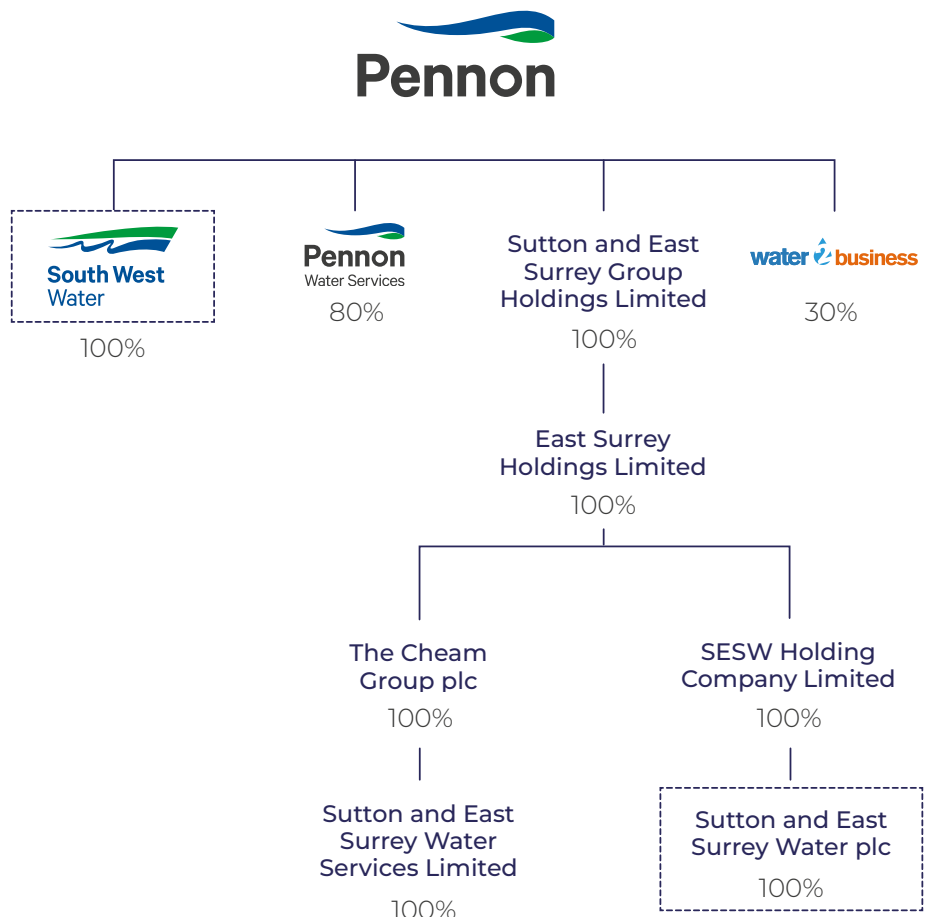 Pennon
South West
Water
100%
Pennon
Water Services
80%
Sutton and East
Surrey Group
Holdings Limited
100%
water 2 business
30%
East Surrey
Holdings Limited
100%
The Cheam
Group plc
100%
SESW Holding
Company Limited
100%
Sutton and East
Surrey Water
Services Limited
100%
Sutton and East
Surrey Water plc
100%